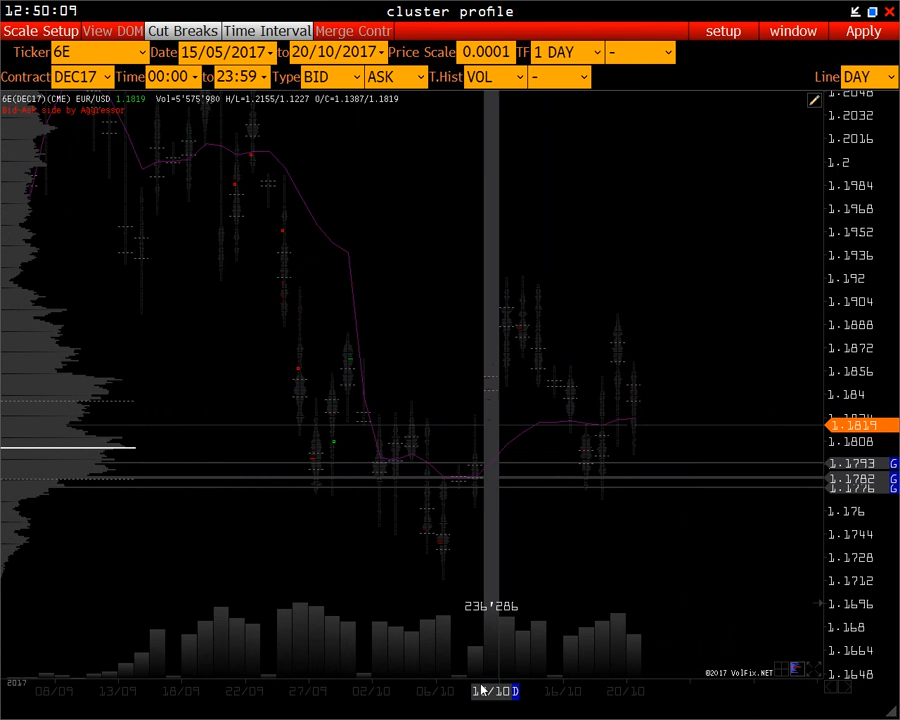 12:50:09 cluster profile
Scale Setup View DOM Cut Breaks Time Interval Merge Contr setup window Apply
Ticker 6E Date 15/05/2017 to 20/10/2017 Price Scale 0.0001 TF 1 DAY -
Contract DEC17 Time 00:00 to 23:59 Type BID ASK T.Hist VOL - Line DAY
6E(DEC17)(CME) EUR/USD 1.1819 Vol=5'575'980 H/L=1.2155/1.1227 O/C=1.1387/1.1819
Bid-Ask side by Aggressor
1.2048
1.2032
1.2016
1.2
1.1984
1.1968
1.1952
1.1936
1.192
1.1904
1.1888
1.1872
1.1856
1.184
1.1819
1.1808
1.1793 G
1.1782 G
1.1776 G
1.176
1.1744
1.1728
1.1712
236'286
1.1696
1.168
1.1664
©2017 VolFix.NET
1.1648
2017
08/09 13/09 18/09 22/09 27/09 02/10 06/10 /10 D 16/10 20/10